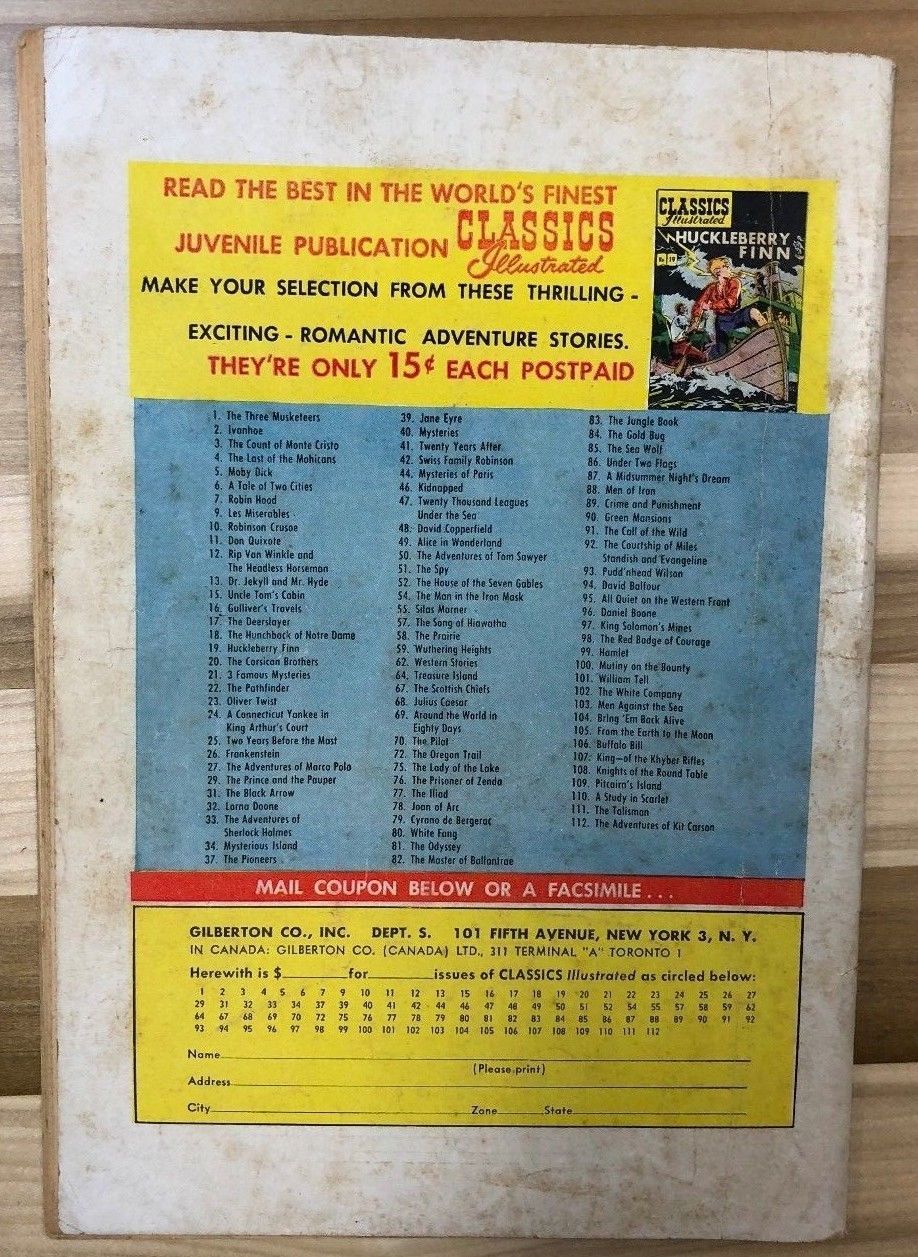 READ THE BEST IN THE WORLD'S FINEST
JUVENILE PUBLICATION CLASSICS Illustrated
MAKE YOUR SELECTION FROM THESE THRILLING -
EXCITING - ROMANTIC ADVENTURE STORIES.
THEY'RE ONLY 15¢ EACH POSTPAID
CLASSICS
Illustrated
HUCKLEBERRY
FINN
No 19
1. The Three Musketeers
2. Ivanhoe
3. The Count of Monte Cristo
4. The Last of the Mohicans
5. Moby Dick
6. A Tale of Two Cities
7. Robin Hood
9. Les Miserables
10. Robinson Crusoe
11. Don Quixote
12. Rip Van Winkle and
The Headless Horseman
13. Dr. Jekyll and Mr. Hyde
15. Uncle Tom's Cabin
16. Gulliver's Travels
17. The Deerslayer
18. The Hunchback of Notre Dame
19. Huckleberry Finn
20. The Corsican Brothers
21. 3 Famous Mysteries
22. The Pathfinder
23. Oliver Twist
24. A Connecticut Yankee in
King Arthur's Court
25. Two Years Before the Mast
26. Frankenstein
27. The Adventures of Marco Polo
29. The Prince and the Pauper
31. The Black Arrow
32. Lorna Doone
33. The Adventures of
Sherlock Holmes
34. Mysterious Island
37. The Pioneers
39. Jane Eyre
40. Mysteries
41. Twenty Years After
42. Swiss Family Robinson
44. Mysteries of Paris
46. Kidnapped
47. Twenty Thousand Leagues
Under the Sea
48. David Copperfield
49. Alice in Wonderland
50. The Adventures of Tom Sawyer
51. The Spy
52. The House of the Seven Gables
54. The Man in the Iron Mask
55. Silas Marner
57. The Song of Hiawatha
58. The Prairie
59. Wuthering Heights
62. Western Stories
64. Treasure Island
67. The Scottish Chiefs
68. Julius Caesar
69. Around the World in
Eighty Days
70. The Pilot
72. The Oregon Trail
75. The Lady of the Lake
76. The Prisoner of Zenda
77. The Iliad
78. Joan of Arc
79. Cyrano de Bergerac
80. White Fang
81. The Odyssey
82. The Master of Ballantrae
83. The Jungle Book
84. The Gold Bug
85. The Sea Wolf
86. Under Two Flags
87. A Midsummer Night's Dream
88. Men of Iron
89. Crime and Punishment
90. Green Mansions
91. The Call of the Wild
92. The Courtship of Miles
Standish and Evangeline
93. Pudd'nhead Wilson
94. David Balfour
95. All Quiet on the Western Front
96. Daniel Boone
97. King Solomon's Mines
98. The Red Badge of Courage
99. Hamlet
100. Mutiny on the Bounty
101. William Tell
102. The White Company
103. Men Against the Sea
104. Bring 'Em Back Alive
105. From the Earth to the Moon
106. Buffalo Bill
107. King—of the Khyber Rifles
108. Knights of the Round Table
109. Pitcairn's Island
110. A Study in Scarlet
111. The Talisman
112. The Adventures of Kit Carson
MAIL COUPON BELOW OR A FACSIMILE . . .
GILBERTON CO., INC. DEPT. S. 101 FIFTH AVENUE, NEW YORK 3, N. Y.
IN CANADA: GILBERTON CO. (CANADA) LTD., 311 TERMINAL "A" TORONTO 1
Herewith is $ for issues of CLASSICS Illustrated as circled below:
1 2 3 4 5 6 7 9 10 11 12 13 15 16 17 18 19 20 21 22 23 24 25 26 27
29 31 32 33 34 37 39 40 41 42 44 46 47 48 49 50 51 52 54 55 57 58 59 62
64 67 68 69 70 72 75 76 77 78 79 80 81 82 83 84 85 86 87 88 89 90 91 92
93 94 95 96 97 98 99 100 101 102 103 104 105 106 107 108 109 110 111 112
Name
(Please print)
Address
City Zone State